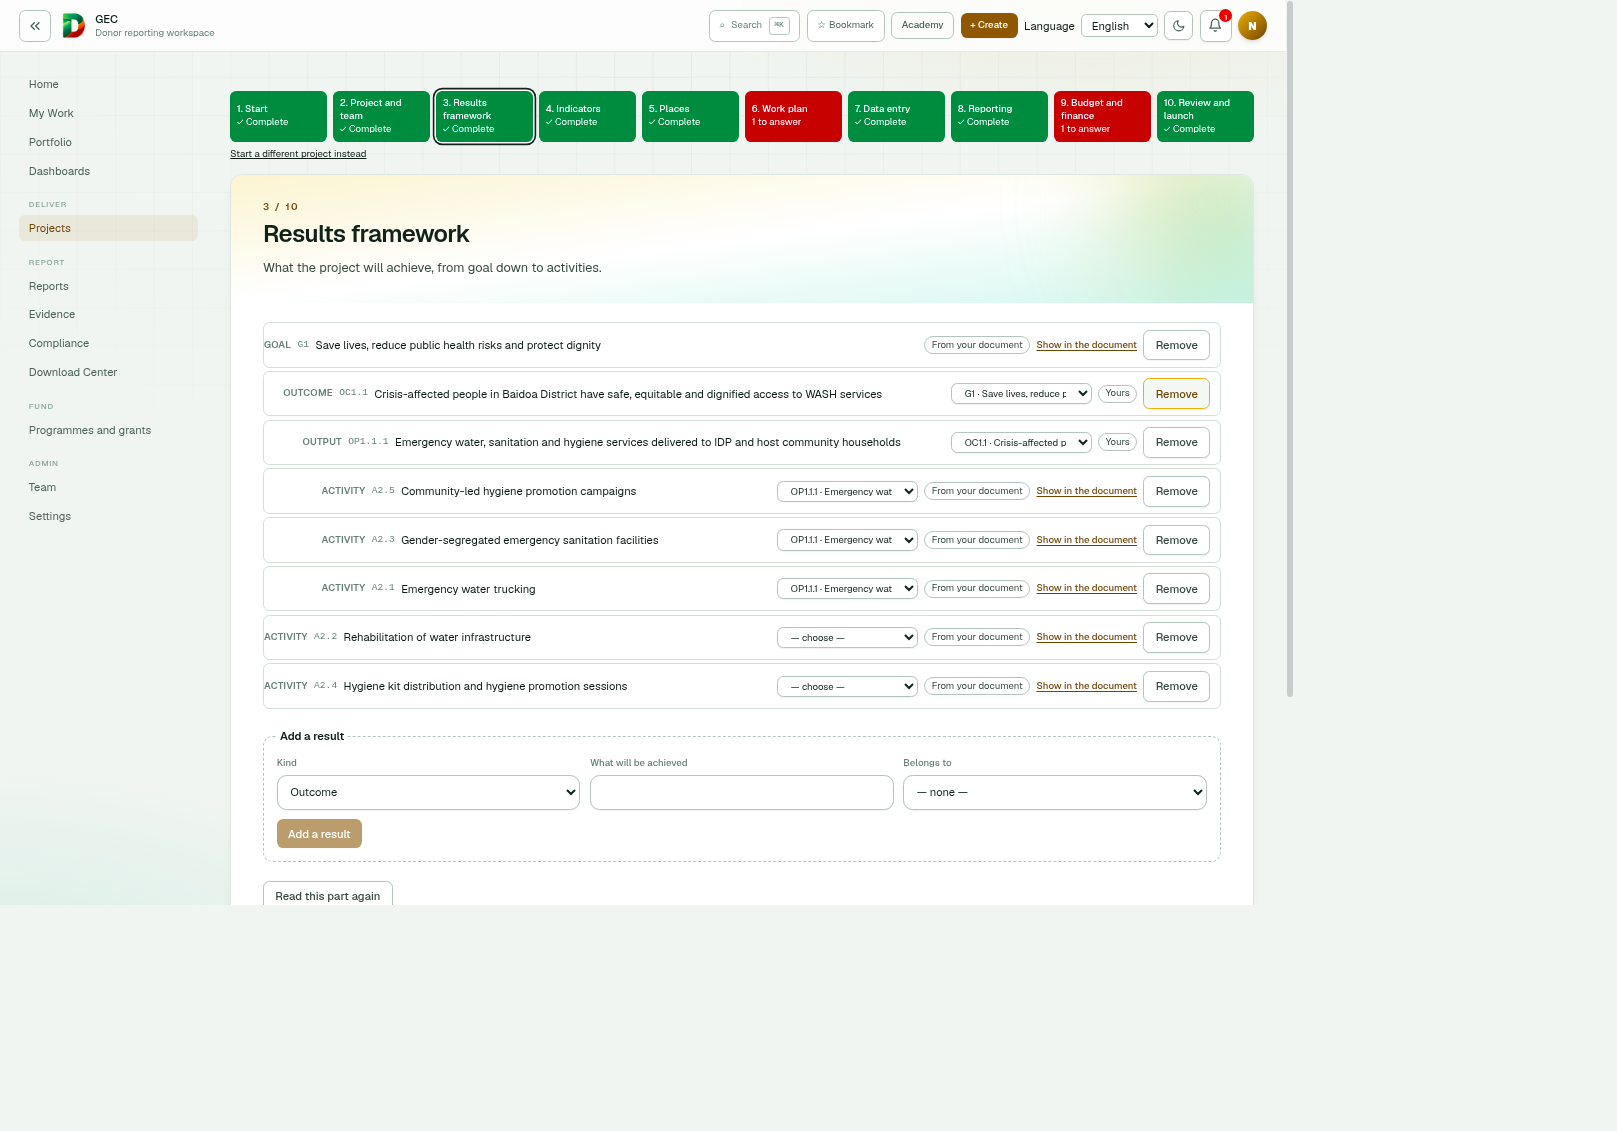 GEC
Donor reporting workspace
Search ⌘K
☆ Bookmark
Academy
+ Create
Language
English
1
N
Home
My Work
Portfolio
Dashboards
DELIVER
Projects
REPORT
Reports
Evidence
Compliance
Download Center
FUND
Programmes and grants
ADMIN
Team
Settings
1. Start
✓ Complete
2. Project and
team
✓ Complete
3. Results
framework
✓ Complete
4. Indicators
✓ Complete
5. Places
✓ Complete
6. Work plan
1 to answer
7. Data entry
✓ Complete
8. Reporting
✓ Complete
9. Budget and
finance
1 to answer
10. Review and
launch
✓ Complete
Start a different project instead
3 / 10
Results framework
What the project will achieve, from goal down to activities.
GOAL G1 Save lives, reduce public health risks and protect dignity From your document Show in the document Remove
OUTCOME OC1.1 Crisis-affected people in Baidoa District have safe, equitable and dignified access to WASH services G1 · Save lives, reduce p Yours Remove
OUTPUT OP1.1.1 Emergency water, sanitation and hygiene services delivered to IDP and host community households OC1.1 · Crisis-affected p Yours Remove
ACTIVITY A2.5 Community-led hygiene promotion campaigns OP1.1.1 · Emergency wat From your document Show in the document Remove
ACTIVITY A2.3 Gender-segregated emergency sanitation facilities OP1.1.1 · Emergency wat From your document Show in the document Remove
ACTIVITY A2.1 Emergency water trucking OP1.1.1 · Emergency wat From your document Show in the document Remove
ACTIVITY A2.2 Rehabilitation of water infrastructure — choose — From your document Show in the document Remove
ACTIVITY A2.4 Hygiene kit distribution and hygiene promotion sessions — choose — From your document Show in the document Remove
Add a result
Kind
What will be achieved
Belongs to
Outcome
— none —
Add a result
Read this part again